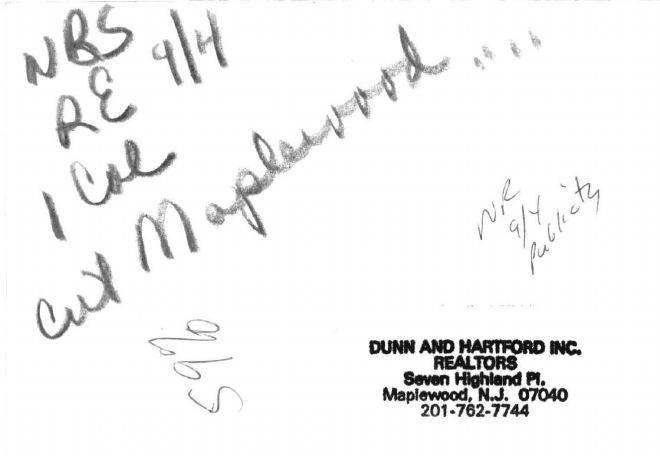 NBS 9/4
RE
1 Col
cut Maplewood....
NR
9/4
publicity
59%
DUNN AND HARTFORD INC.
REALTORS
Seven Highland Pl.
Maplewood, N.J. 07040
201-762-7744